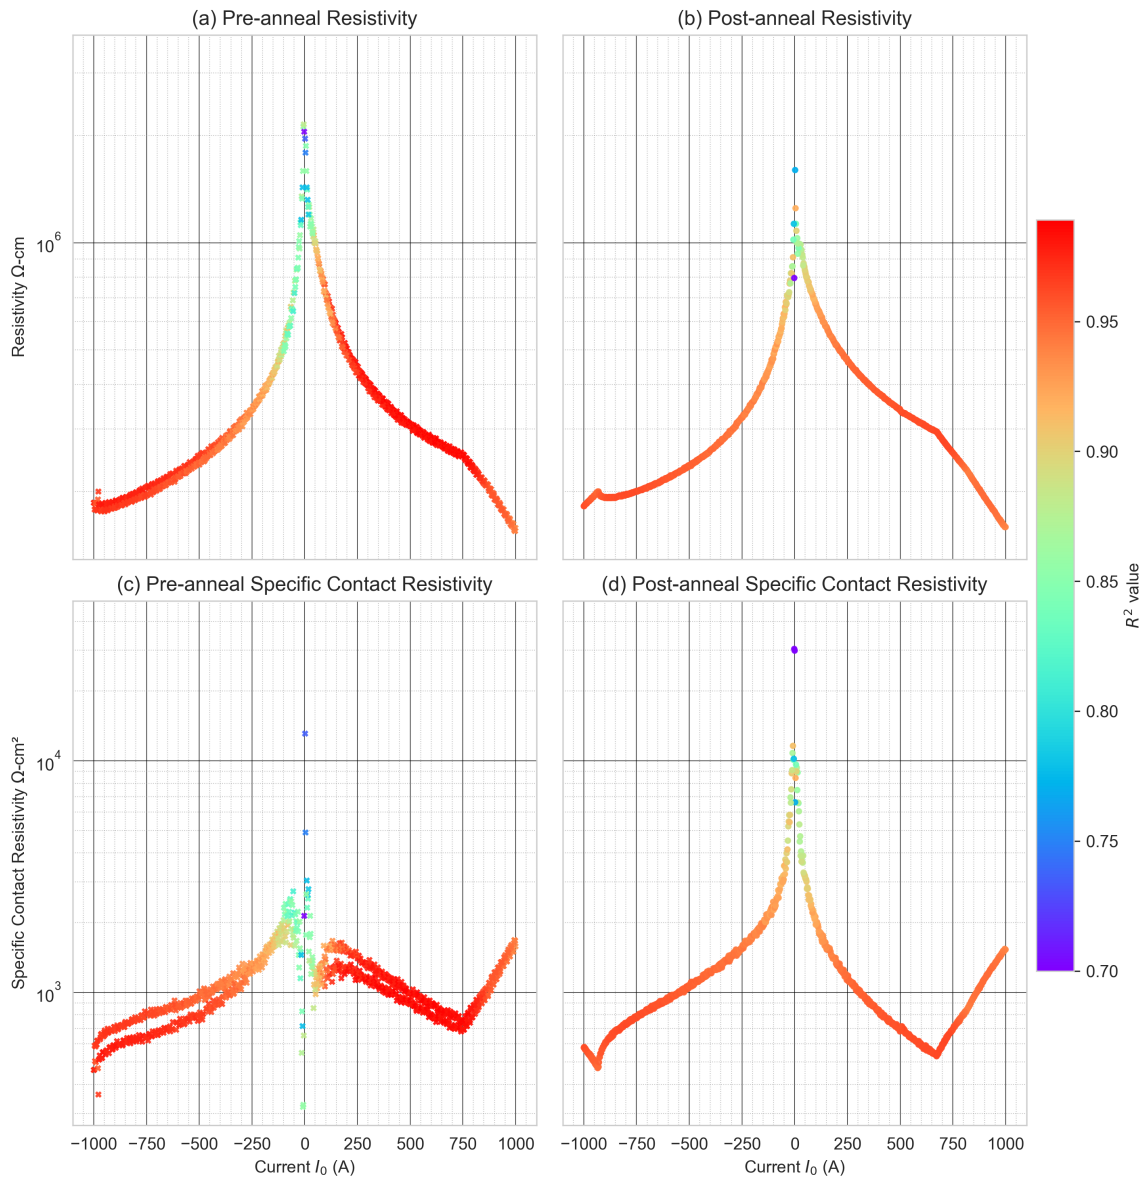 (a) Pre-anneal Resistivity
(b) Post-anneal Resistivity
Resistivity Ω-cm
10⁶
(c) Pre-anneal Specific Contact Resistivity
(d) Post-anneal Specific Contact Resistivity
Specific Contact Resistivity Ω-cm²
10⁴
10³
−1000 −750 −500 −250 0 250 500 750 1000
−1000 −750 −500 −250 0 250 500 750 1000
Current I₀ (A)
Current I₀ (A)
0.95
0.90
0.85
0.80
0.75
0.70
R² value